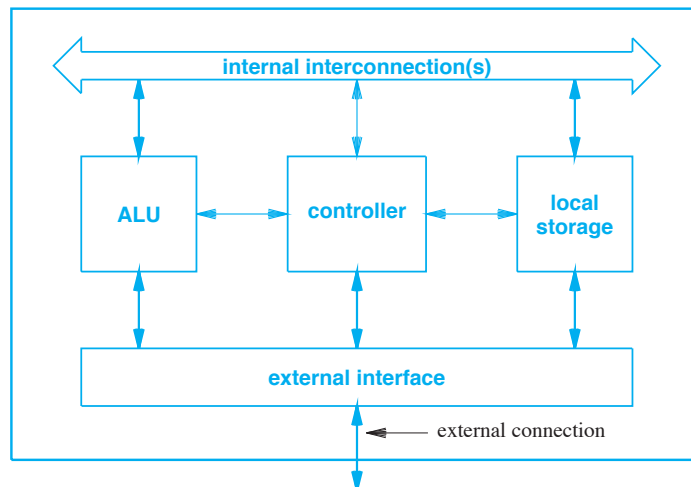 internal interconnection(s)
ALU
controller
local
storage
external interface
external connection